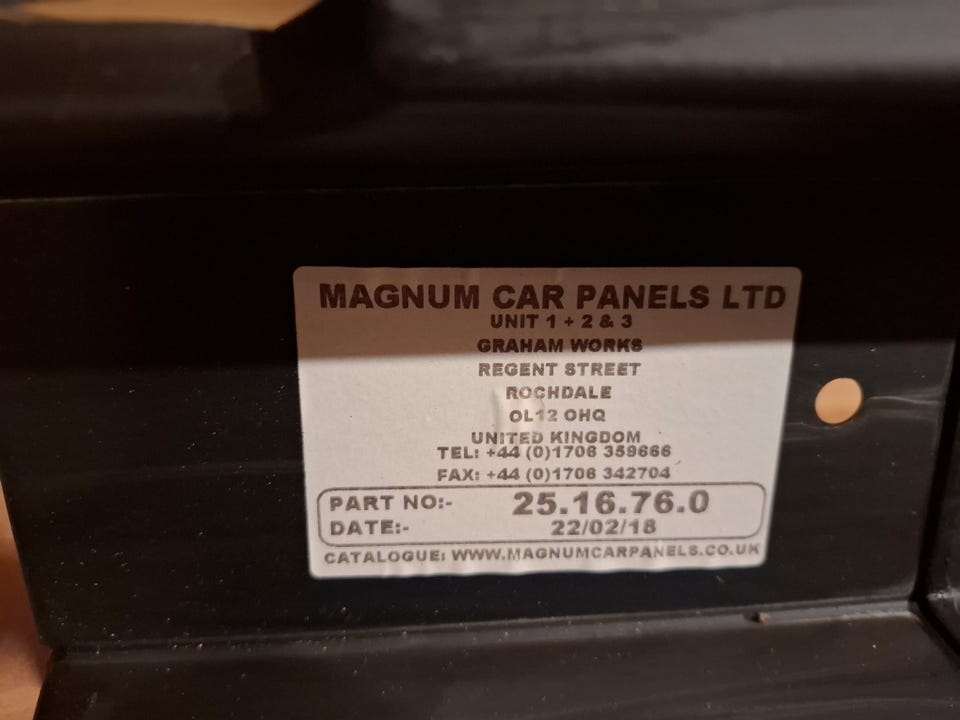 MAGNUM CAR PANELS LTD
UNIT 1 + 2 & 3
GRAHAM WORKS
REGENT STREET
ROCHDALE
OL12 OHQ
UNITED KINGDOM
TEL: +44 (0)1706 359666
FAX: +44 (0)1706 342704
PART NO:- 25.16.76.0
DATE:- 22/02/18
CATALOGUE: WWW.MAGNUMCARPANELS.CO.UK